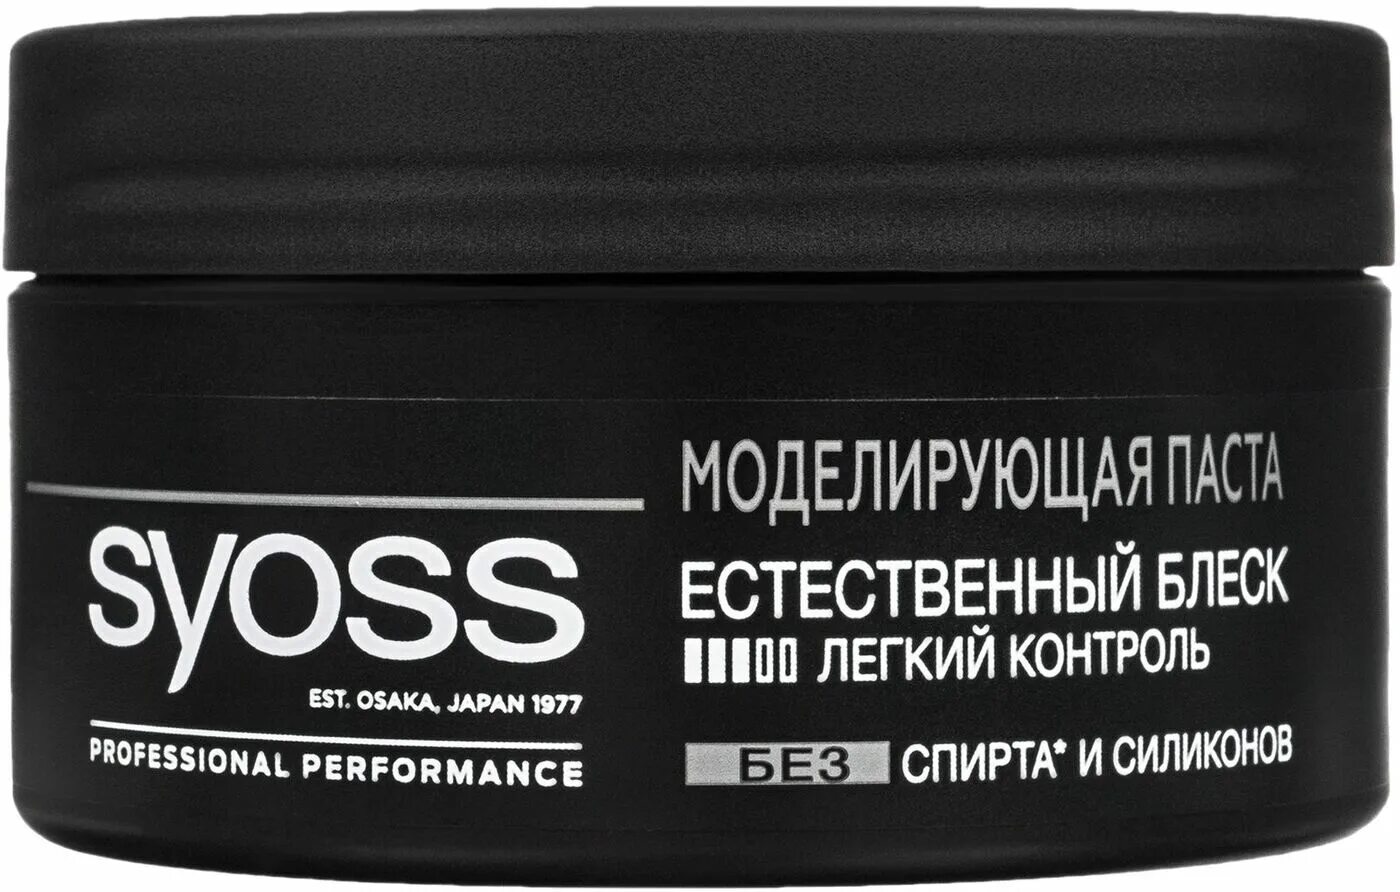 syoss
EST. OSAKA, JAPAN 1977
PROFESSIONAL PERFORMANCE
МОДЕЛИРУЮЩАЯ ПАСТА
ЕСТЕСТВЕННЫЙ БЛЕСК
ЛЕГКИЙ КОНТРОЛЬ
БЕЗ СПИРТА* И СИЛИКОНОВ